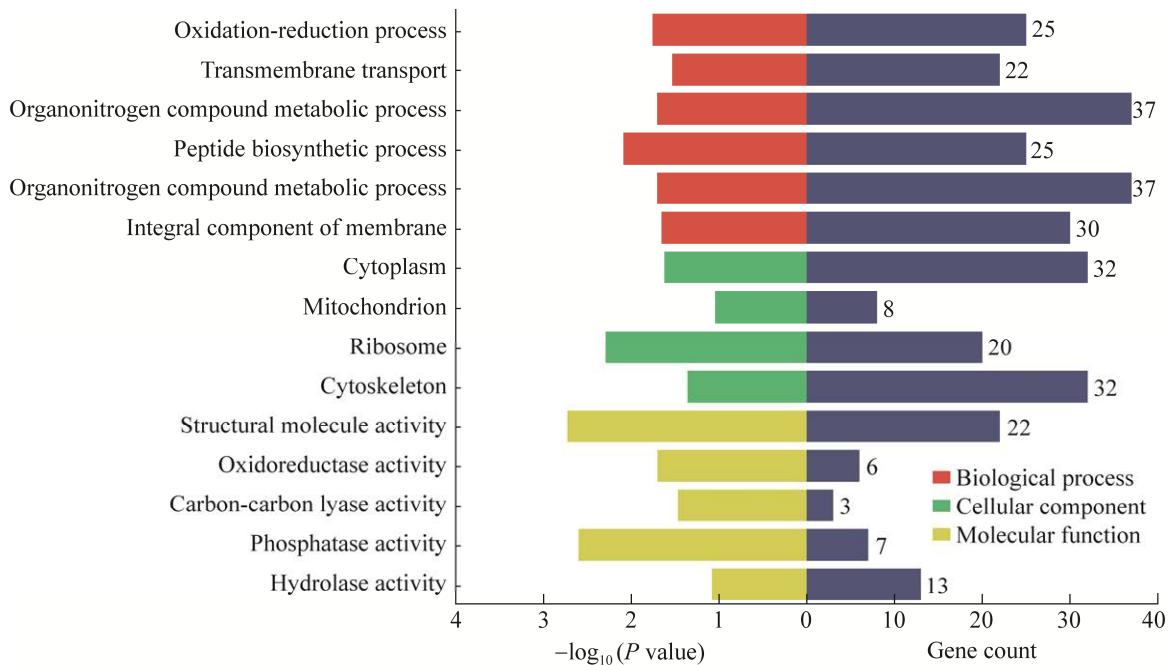 Oxidation-reduction process 25
Transmembrane transport 22
Organonitrogen compound metabolic process 37
Peptide biosynthetic process 25
Organonitrogen compound metabolic process 37
Integral component of membrane 30
Cytoplasm 32
Mitochondrion 8
Ribosome 20
Cytoskeleton 32
Structural molecule activity 22
Oxidoreductase activity 6
Carbon-carbon lyase activity 3
Phosphatase activity 7
Hydrolase activity 13
Biological process
Cellular component
Molecular function
4 3 2 1 0 10 20 30 40
−log₁₀ (P value) Gene count